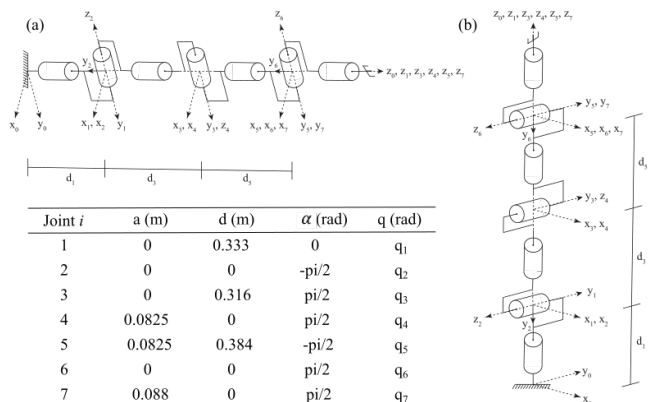 (a)
z₂
z₆
y₂
y₆
z₀, z₁, z₃, z₄, z₅, z₇
x₀
y₀
x₁, x₂
y₁
x₃, x₄
y₃, z₄
x₅, x₆, x₇
y₅, y₇
d₁
d₃
d₅
Joint i a (m) d (m) α (rad) q (rad)
1 0 0.333 0 q₁
2 0 0 -pi/2 q₂
3 0 0.316 pi/2 q₃
4 0.0825 0 pi/2 q₄
5 0.0825 0.384 -pi/2 q₅
6 0 0 pi/2 q₆
7 0.088 0 pi/2 q₇
(b)
z₀, z₁, z₃, z₄, z₅, z₇
y₅, y₇
z₆
y₆
x₅, x₆, x₇
d₅
y₃, z₄
x₃, x₄
d₃
y₁
z₂
y₂
x₁, x₂
d₁
y₀